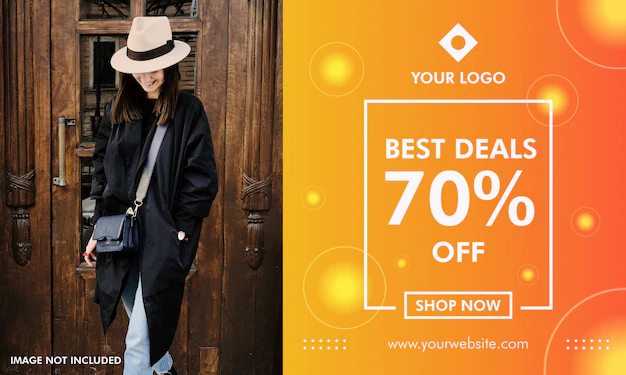 YOUR LOGO
BEST DEALS
70%
OFF
SHOP NOW
www.yourwebsite.com
IMAGE NOT INCLUDED